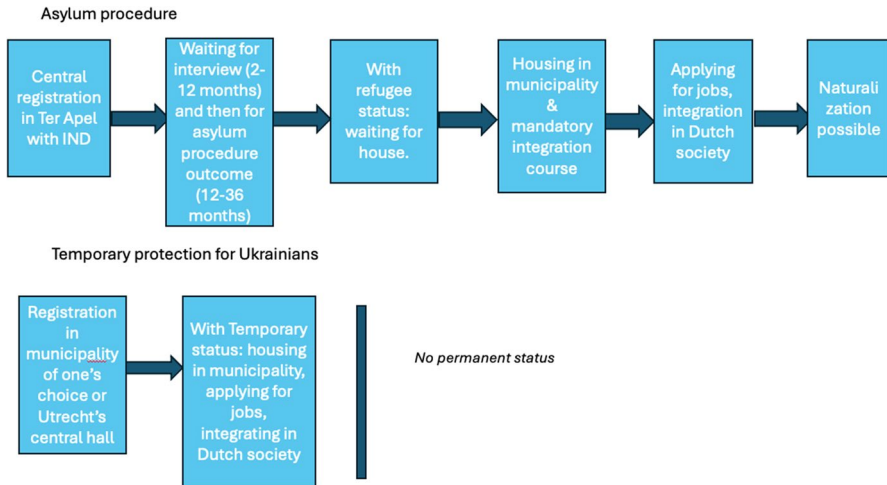 Asylum procedure
Central
registration
in Ter Apel
with IND
Waiting for
interview (2-
12 months)
and then for
asylum
procedure
outcome
(12-36
months)
With
refugee
status:
waiting for
house.
Housing in
municipality
&
mandatory
integration
course
Applying
for jobs,
integration
in Dutch
society
Naturali
zation
possible
Temporary protection for Ukrainians
Registration
in
municipality
of one's
choice or
Utrecht's
central hall
With Temporary
status: housing
in municipality,
applying for
jobs,
integrating in
Dutch society
No permanent status